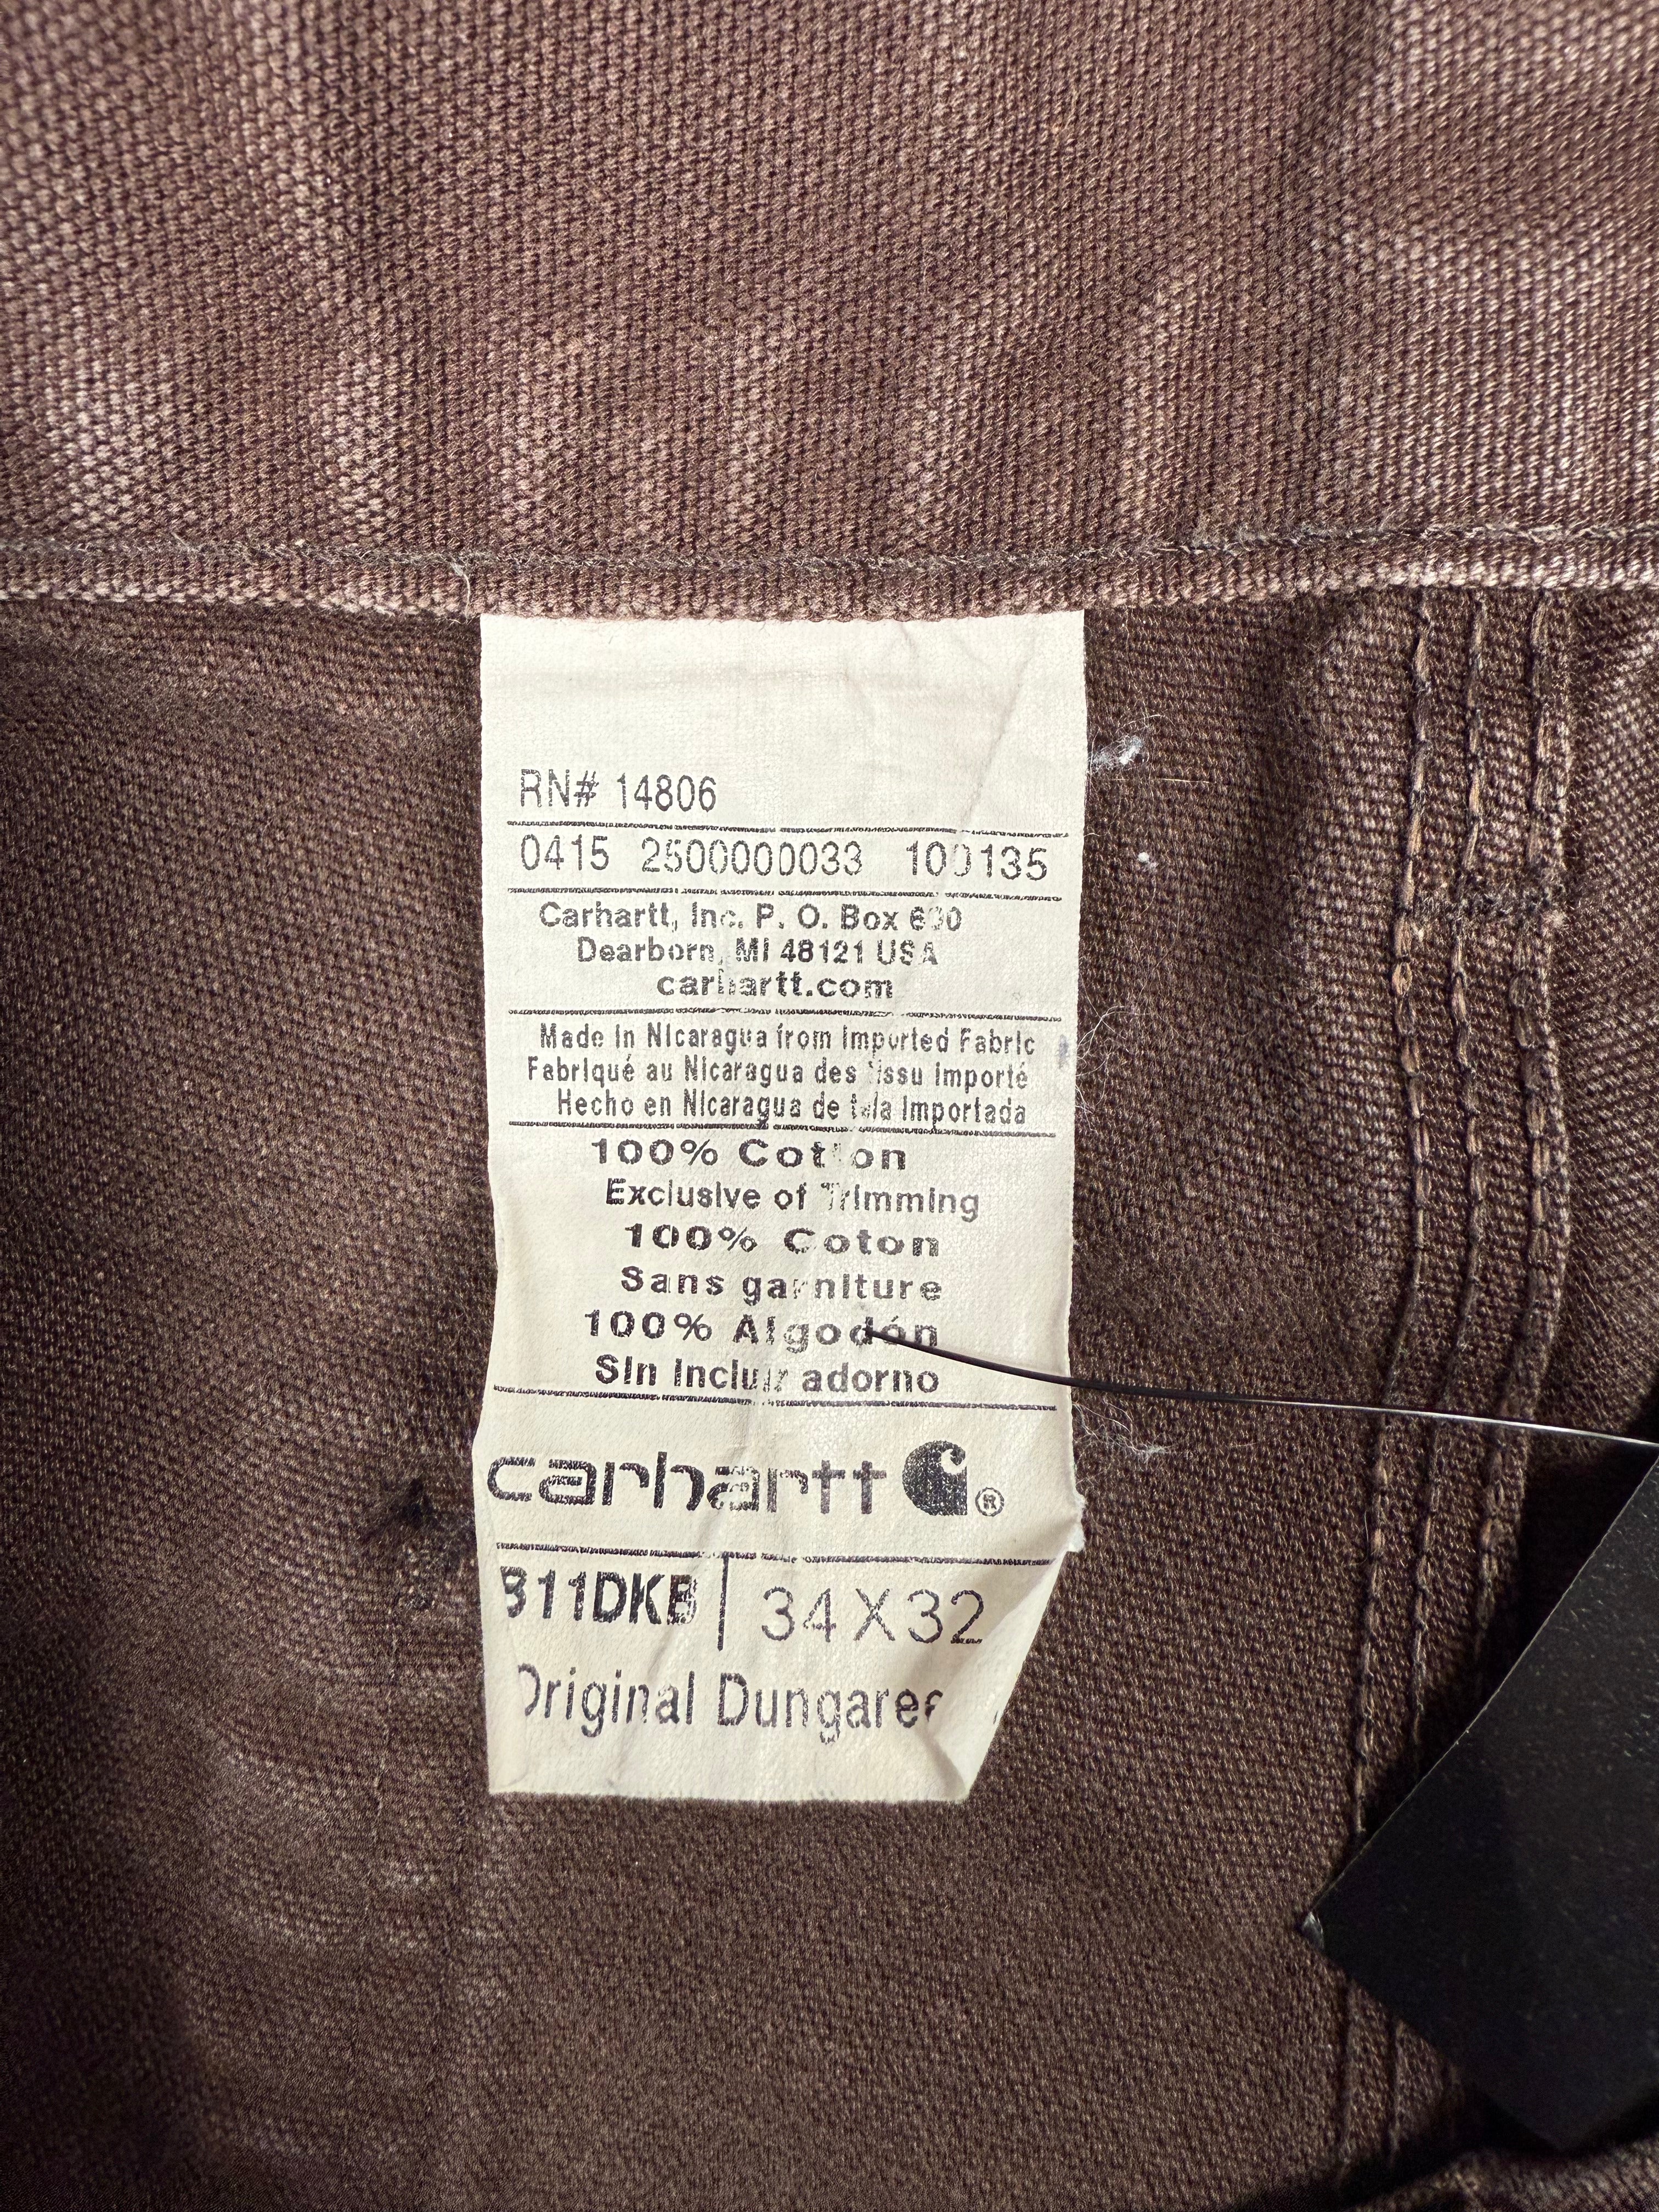 RN# 14806
0415 2500000033 100135
Carhartt, Inc. P. O. Box 600
Dearborn, MI 48121 USA
carhartt.com
Made in Nicaragua from Imported Fabric
Fabriqué au Nicaragua des tissu importé
Hecho en Nicaragua de tela Importada
100% Cotton
Exclusive of Trimming
100% Coton
Sans garniture
100% Algodón
Sin incluir adorno
carhartt ®
B11DKB | 34X32
Original Dungaree